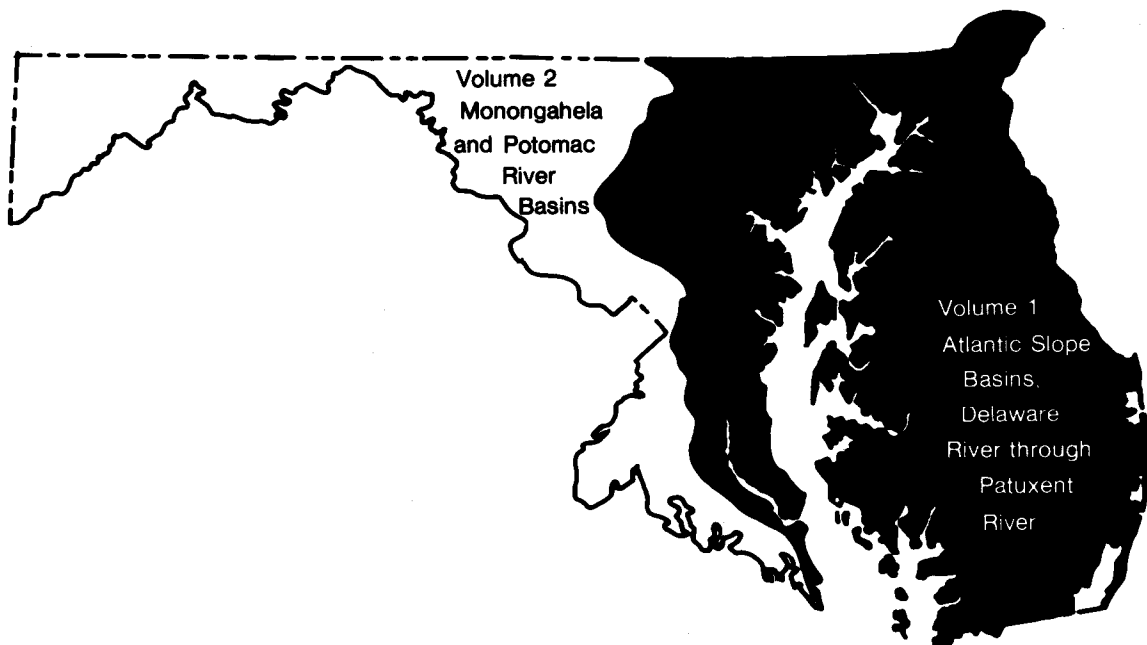 Volume 2
Monongahela
and Potomac
River
Basins
Volume 1
Atlantic Slope
Basins,
Delaware
River through
Patuxent
River